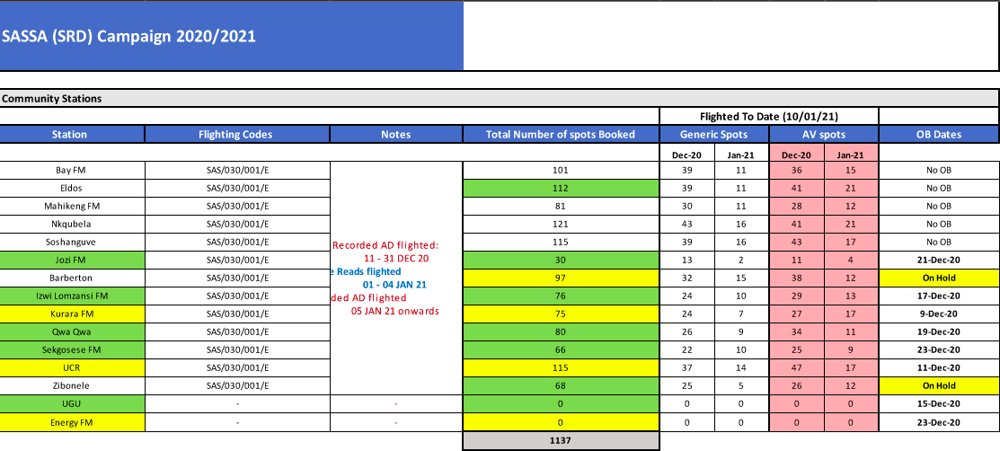 SASSA (SRD) Campaign 2020/2021
Community Stations
Flighted To Date (10/01/21)
Station Flighting Codes Notes Total Number of spots Booked Generic Spots AV spots OB Dates
Dec-20 Jan-21 Dec-20 Jan-21
Bay FM SAS/030/001/E 101 39 11 36 15 No OB
Eldos SAS/030/001/E 112 39 11 41 21 No OB
Mahikeng FM SAS/030/001/E 81 30 11 28 12 No OB
Nkqubela SAS/030/001/E 121 43 16 41 21 No OB
Soshanguve SAS/030/001/E 115 39 16 43 17 No OB
Recorded AD flighted:
Jozi FM SAS/030/001/E 11 - 31 DEC 20 30 13 2 11 4 21-Dec-20
Barberton SAS/030/001/E e Reads flighted 97 32 15 38 12 On Hold
01 - 04 JAN 21
Izwi Lomzansi FM SAS/030/001/E ded AD flighted 76 24 10 29 13 17-Dec-20
Kurara FM SAS/030/001/E 05 JAN 21 onwards 75 24 7 27 17 9-Dec-20
Qwa Qwa SAS/030/001/E 80 26 9 34 11 19-Dec-20
Sekgosese FM SAS/030/001/E 66 22 10 25 9 23-Dec-20
UCR SAS/030/001/E 115 37 14 47 17 11-Dec-20
Zibonele SAS/030/001/E 68 25 5 26 12 On Hold
UGU - - 0 0 0 0 0 15-Dec-20
Energy FM - - 0 0 0 0 0 23-Dec-20
1137